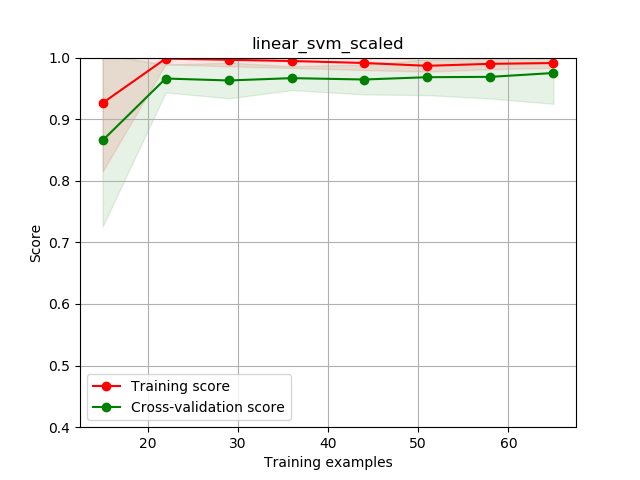 linear_svm_scaled
1.0
0.9
0.8
0.7
0.6
0.5
0.4
Score
Training score
Cross-validation score
20 30 40 50 60
Training examples